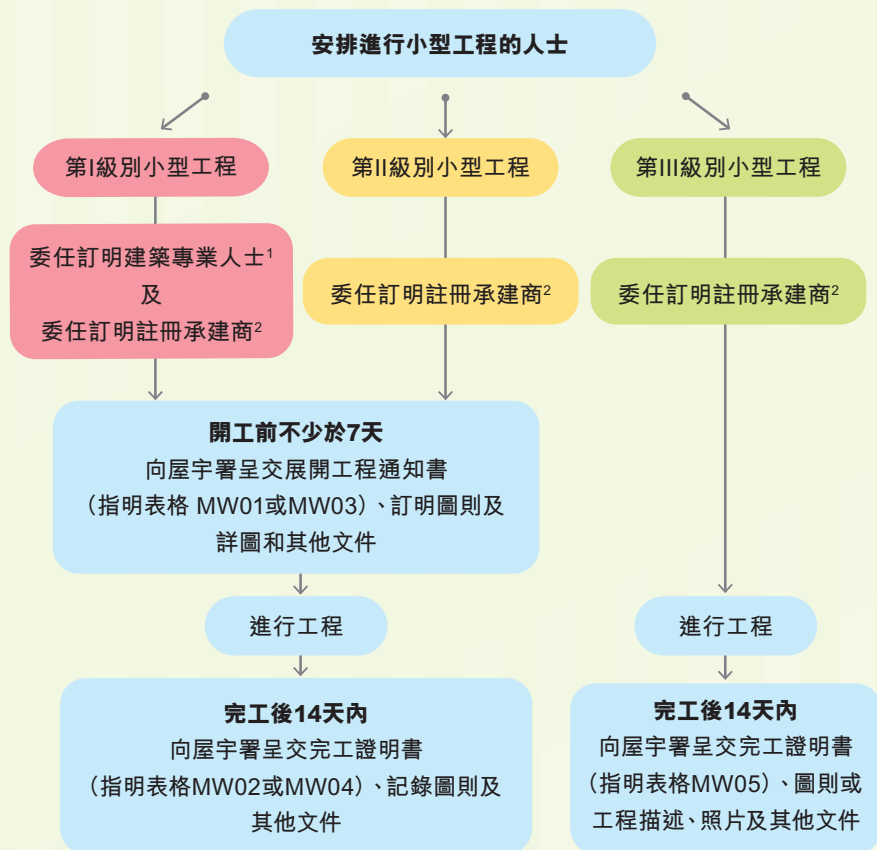 安排進行小型工程的人士
第I級別小型工程
第II級別小型工程
第III級別小型工程
委任訂明建築專業人士¹
及
委任訂明註冊承建商²
委任訂明註冊承建商²
委任訂明註冊承建商²
開工前不少於7天
向屋宇署呈交展開工程通知書
（指明表格 MW01或MW03）、訂明圖則及
詳圖和其他文件
進行工程
進行工程
完工後14天內
向屋宇署呈交完工證明書
（指明表格MW02或MW04）、記錄圖則及
其他文件
完工後14天內
向屋宇署呈交完工證明書
（指明表格MW05）、圖則或
工程描述、照片及其他文件